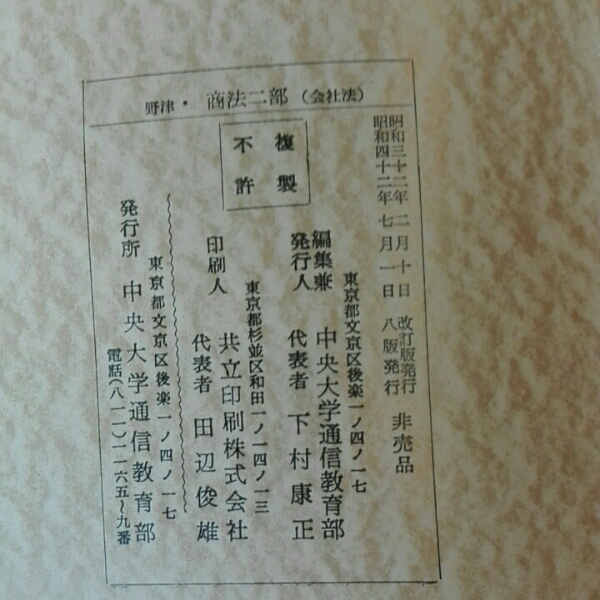 野津・商法二部（会社法）
昭和三十二年二月十日 改訂版発行
昭和四十二年七月一日 八版発行
非売品
複製
不許
東京都文京区後楽一ノ四ノ一七
編集兼
発行人
中央大学通信教育部
代表者 下村康正
東京都杉並区和田一ノ一四ノ一三
印刷人
共立印刷株式会社
代表者 田辺俊雄
東京都文京区後楽一ノ四ノ一七
発行所 中央大学通信教育部
電話(八一一)一一六五〜九番